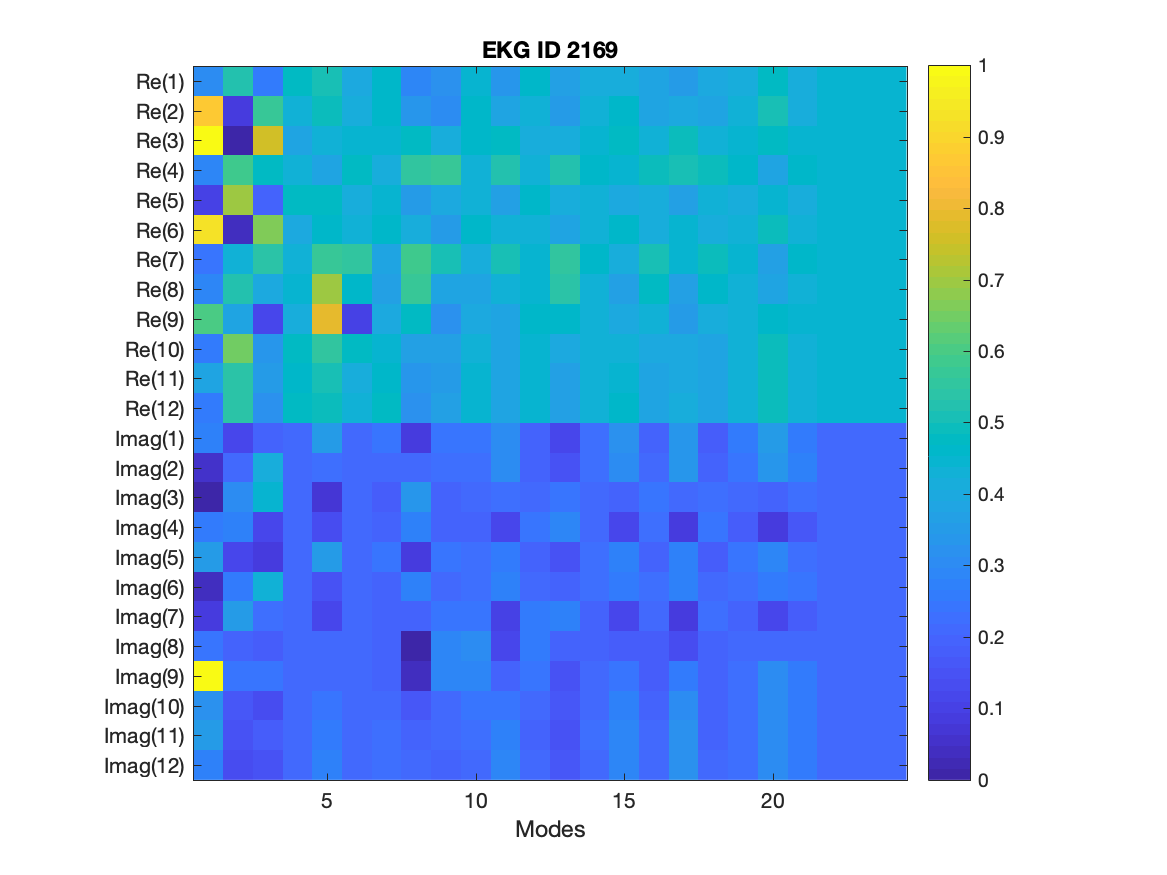 EKG ID 2169
Re(1)
Re(2)
Re(3)
Re(4)
Re(5)
Re(6)
Re(7)
Re(8)
Re(9)
Re(10)
Re(11)
Re(12)
Imag(1)
Imag(2)
Imag(3)
Imag(4)
Imag(5)
Imag(6)
Imag(7)
Imag(8)
Imag(9)
Imag(10)
Imag(11)
Imag(12)
5 10 15 20
Modes
1
0.9
0.8
0.7
0.6
0.5
0.4
0.3
0.2
0.1
0